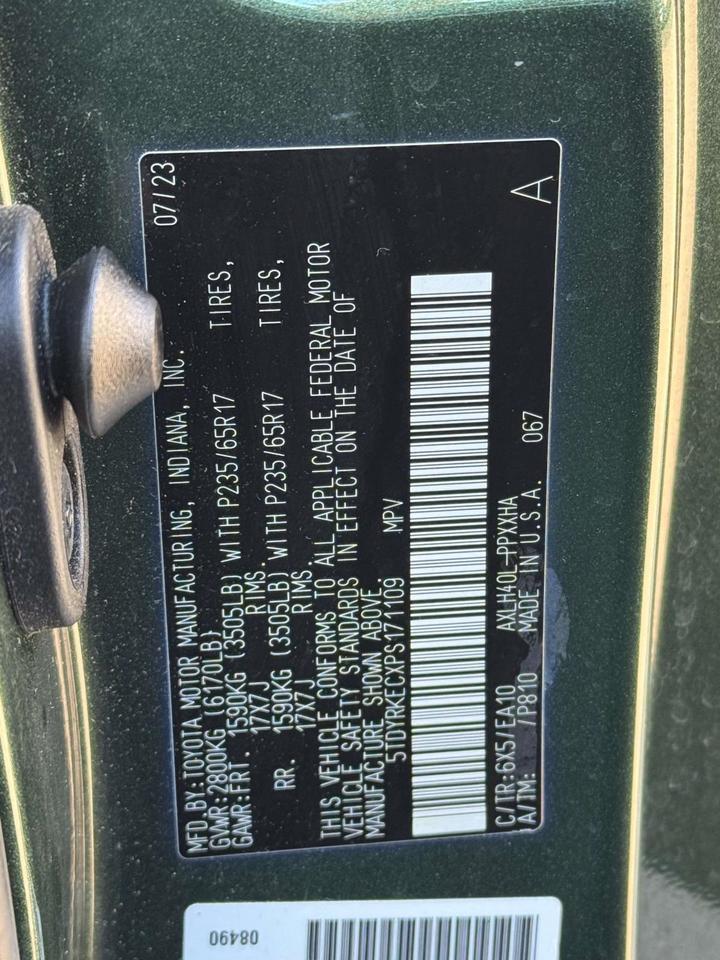 MFD.BY:TOYOTA MOTOR MANUFACTURING, INDIANA, INC. 07/23
GVWR:2800KG (6170LB)
GAWR:FRT. 1590KG (3505LB) WITH P235/65R17 TIRES,
17X7J RIMS.
RR. 1590KG (3505LB) WITH P235/65R17 TIRES,
17X7J RIMS.
THIS VEHICLE CONFORMS TO ALL APPLICABLE FEDERAL MOTOR
VEHICLE SAFETY STANDARDS IN EFFECT ON THE DATE OF
MANUFACTURE SHOWN ABOVE.
5TDYRKECXPS171109 MPV
C/TR:6X5/EA10 AXLH40L-PPXXHA
A/TM: /P810 MADE IN U.S.A. 067 A
08490